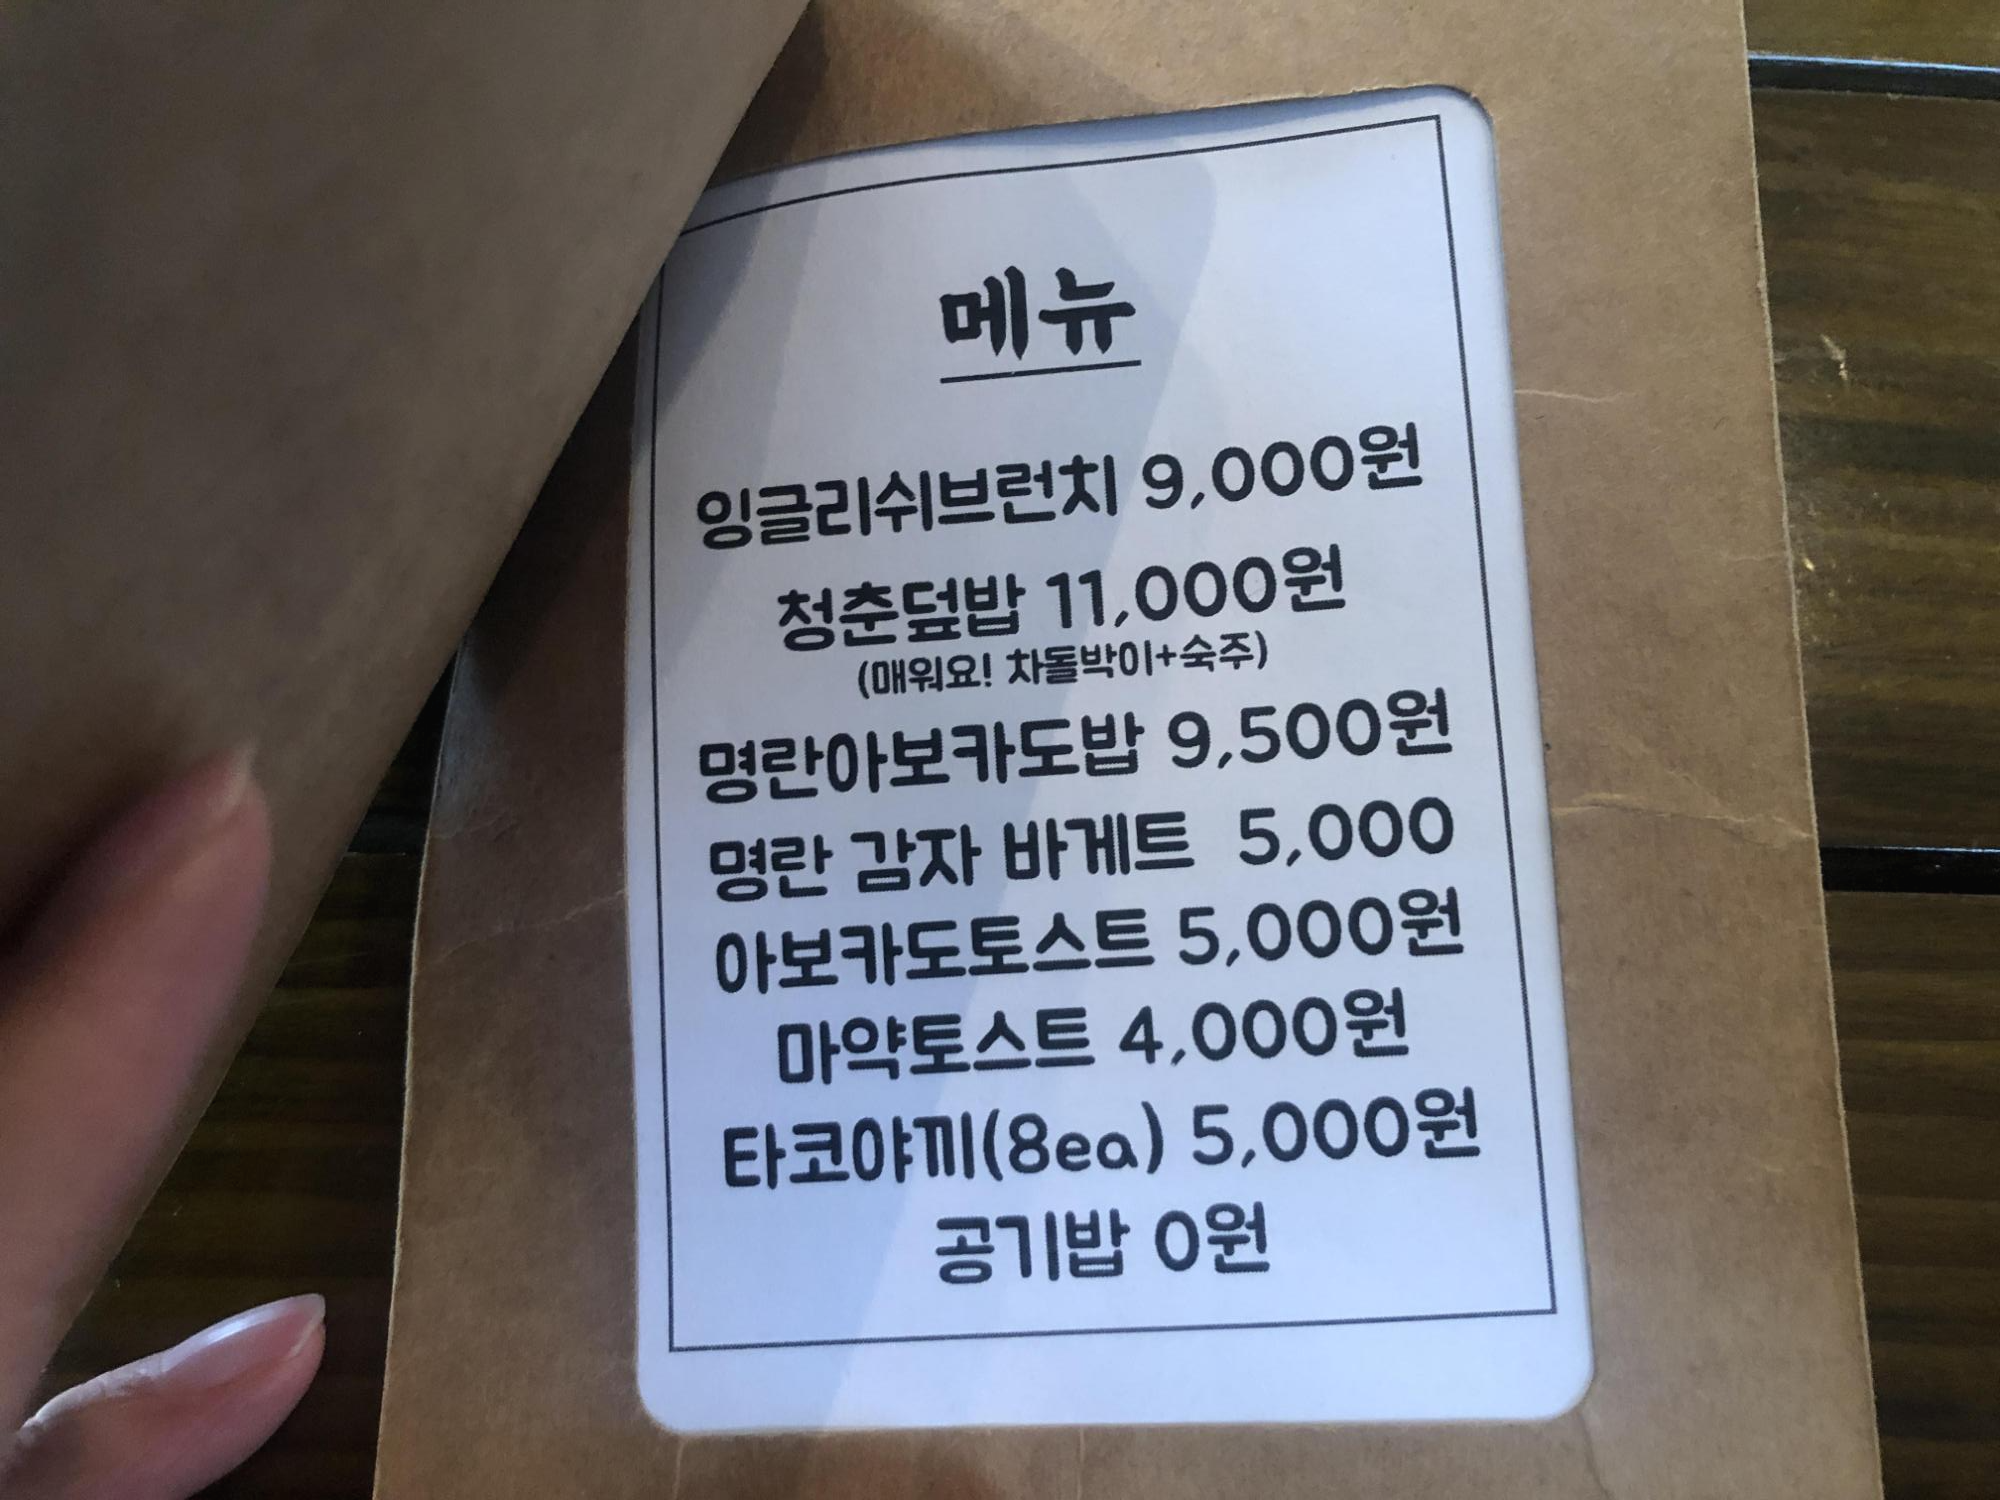 메뉴
잉글리쉬브런치 9,000원
청춘덮밥 11,000원
(매워요! 차돌박이+숙주)
명란아보카도밥 9,500원
명란 감자 바게트 5,000
아보카도토스트 5,000원
마약토스트 4,000원
타코야끼(8ea) 5,000원
공기밥 0원